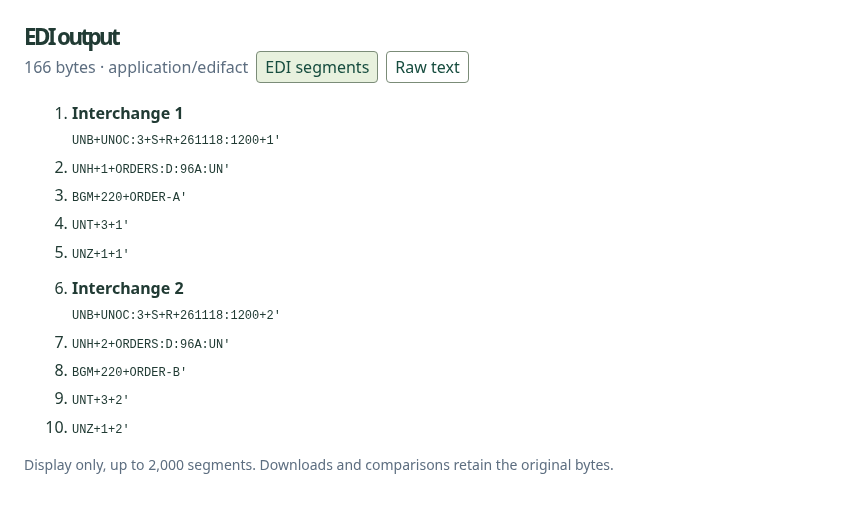 EDI output
166 bytes · application/edifact EDI segments Raw text
1. Interchange 1
UNB+UNOC:3+S+R+261118:1200+1'
2. UNH+1+ORDERS:D:96A:UN'
3. BGM+220+ORDER-A'
4. UNT+3+1'
5. UNZ+1+1'
6. Interchange 2
UNB+UNOC:3+S+R+261118:1200+2'
7. UNH+2+ORDERS:D:96A:UN'
8. BGM+220+ORDER-B'
9. UNT+3+2'
10. UNZ+1+2'
Display only, up to 2,000 segments. Downloads and comparisons retain the original bytes.